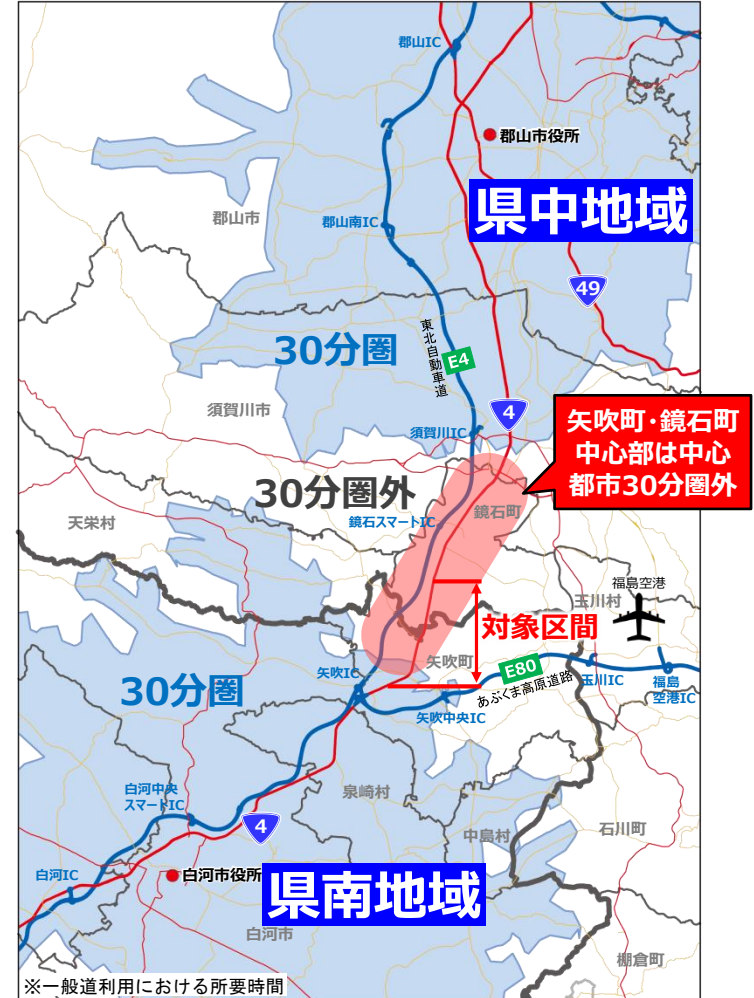 郡山IC
郡山市役所
県中地域
郡山市
郡山南IC
49
30分圏
東北自動車道
E4
須賀川市
4
須賀川IC
矢吹町・鏡石町
中心部は中心
都市30分圏外
30分圏外
鏡石町
天栄村
鏡石スマートIC
福島空港
玉川村
対象区間
矢吹町
E80
矢吹IC
玉川IC
福島
空港IC
あぶくま高原道路
30分圏
矢吹中央IC
白河中央
スマートIC
泉崎村
4
中島村
石川町
白河IC
白河市役所
県南地域
白河市
棚倉町
※一般道利用における所要時間